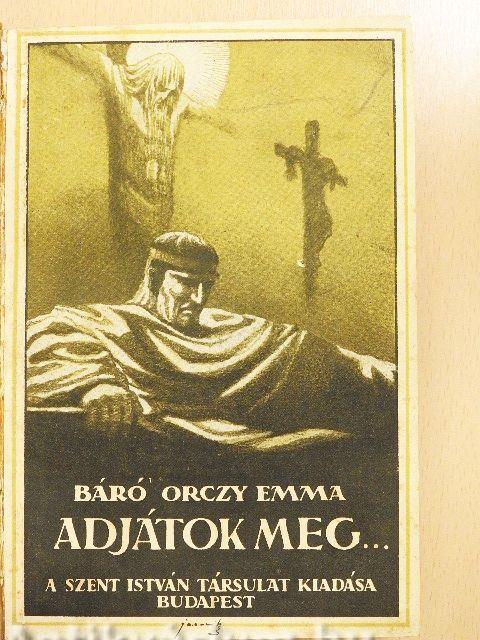 BÁRÓ ORCZY EMMA
ADJÁTOK MEG...
A SZENT ISTVÁN TÁRSULAT KIADÁSA
BUDAPEST